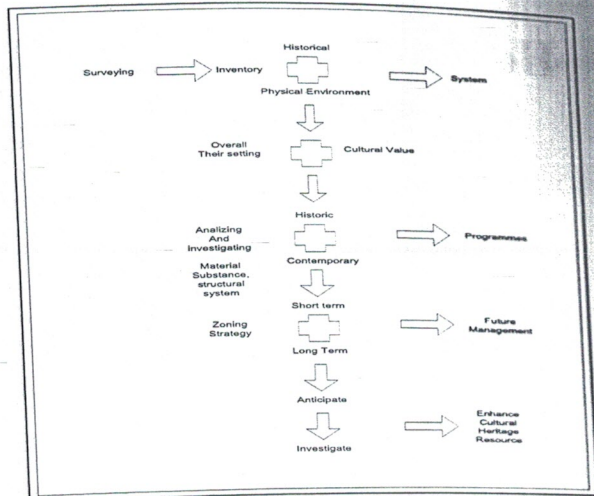 Historical
Surveying Inventory System
Physical Environment
Overall
Their setting
Cultural Value
Historic
Analizing
And
Investigating
Programmes
Contemporary
Material
Substance,
structural
system
Short term
Zoning
Strategy
Future
Management
Long Term
Anticipate
Enhance
Cultural
Heritage
Resource
Investigate